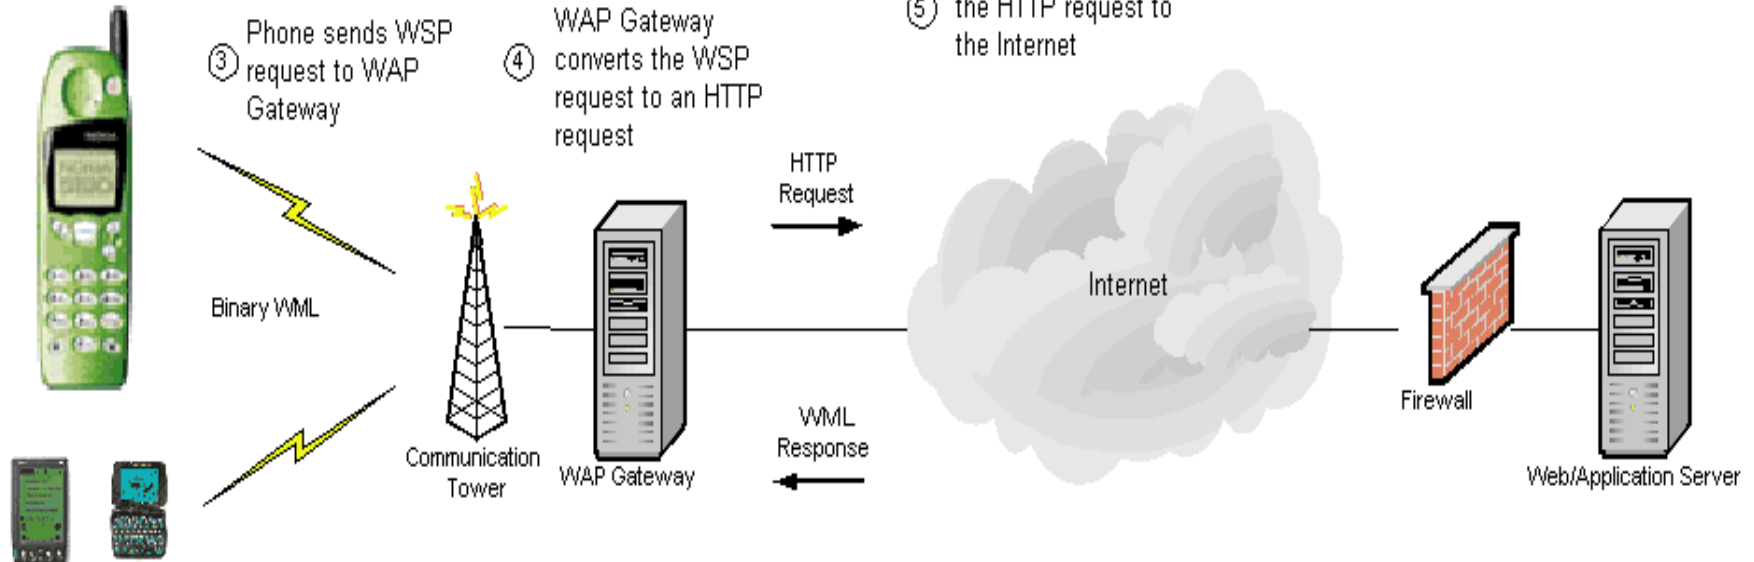 ③ Phone sends WSP
request to WAP
Gateway
④ WAP Gateway
converts the WSP
request to an HTTP
request
⑤ the HTTP request to
the Internet
HTTP
Request
Binary WML
Internet
Communication
Tower
WAP Gateway
WML
Response
Firewall
Web/Application Server